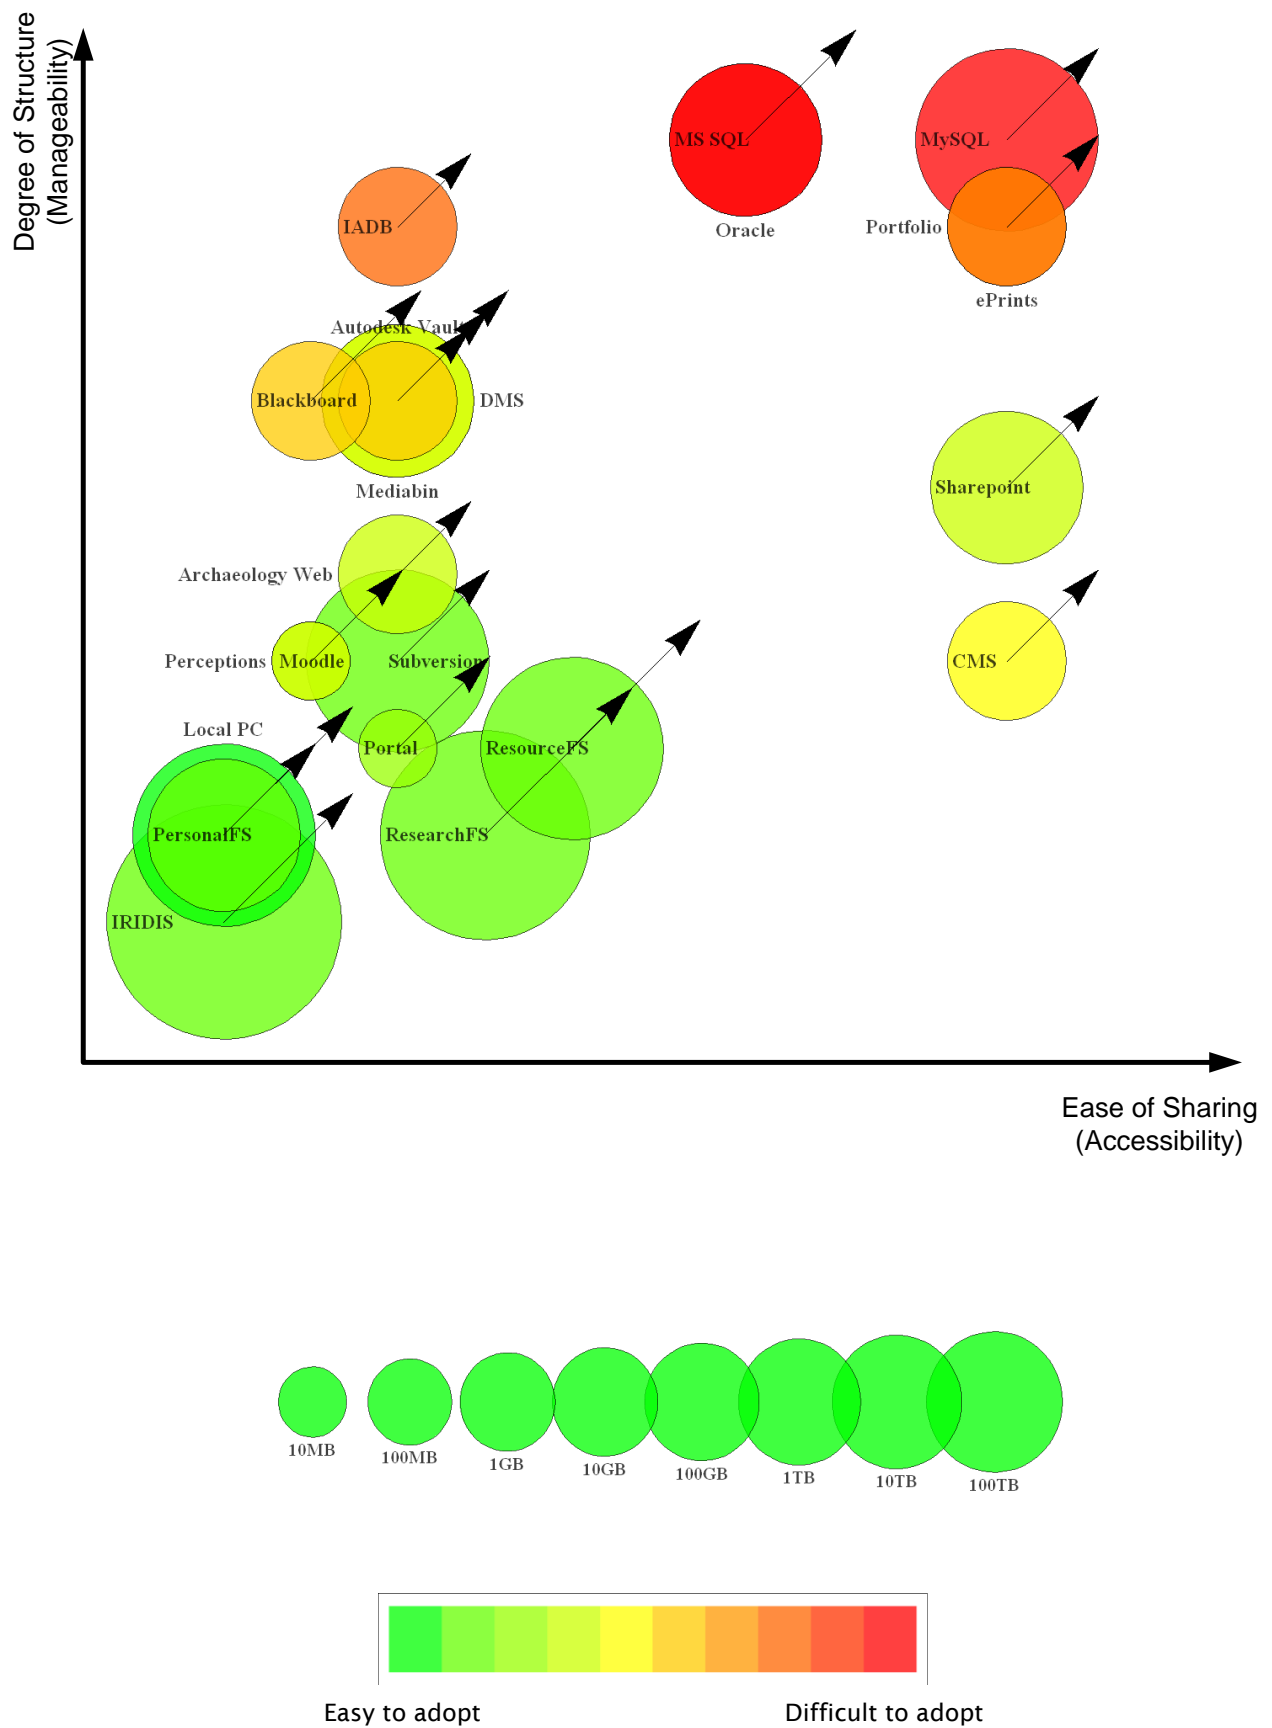 Degree of Structure
(Manageability)
MS SQL
MySQL
IADB
Portfolio
Oracle
ePrints
Autodesk Vault
Blackboard
DMS
Mediabin
Sharepoint
Archaeology Web
Perceptions
Moodle
Subversion
CMS
Local PC
Portal
ResourceFS
PersonalFS
ResearchFS
IRIDIS
Ease of Sharing
(Accessibility)
10MB
100MB
1GB
10GB
100GB
1TB
10TB
100TB
Easy to adopt
Difficult to adopt